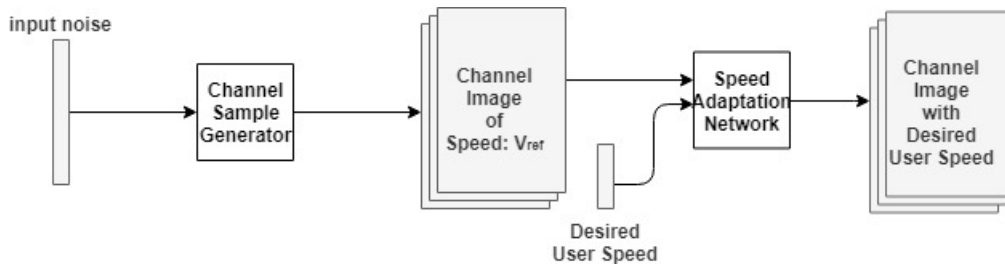 input noise
Channel
Sample
Generator
Channel
Image
of
Speed: Vref
Desired
User Speed
Speed
Adaptation
Network
Channel
Image
with
Desired
User Speed